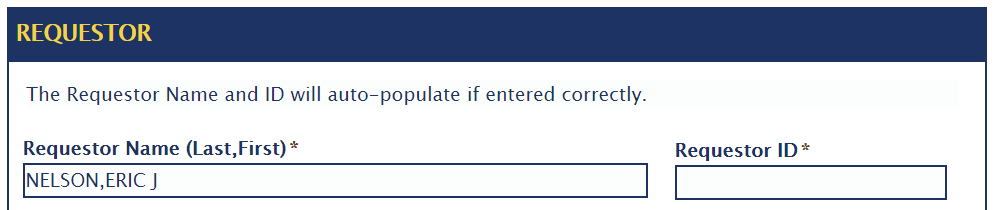 REQUESTOR
The Requestor Name and ID will auto-populate if entered correctly.
Requestor Name (Last,First)*
Requestor ID*
NELSON,ERIC J